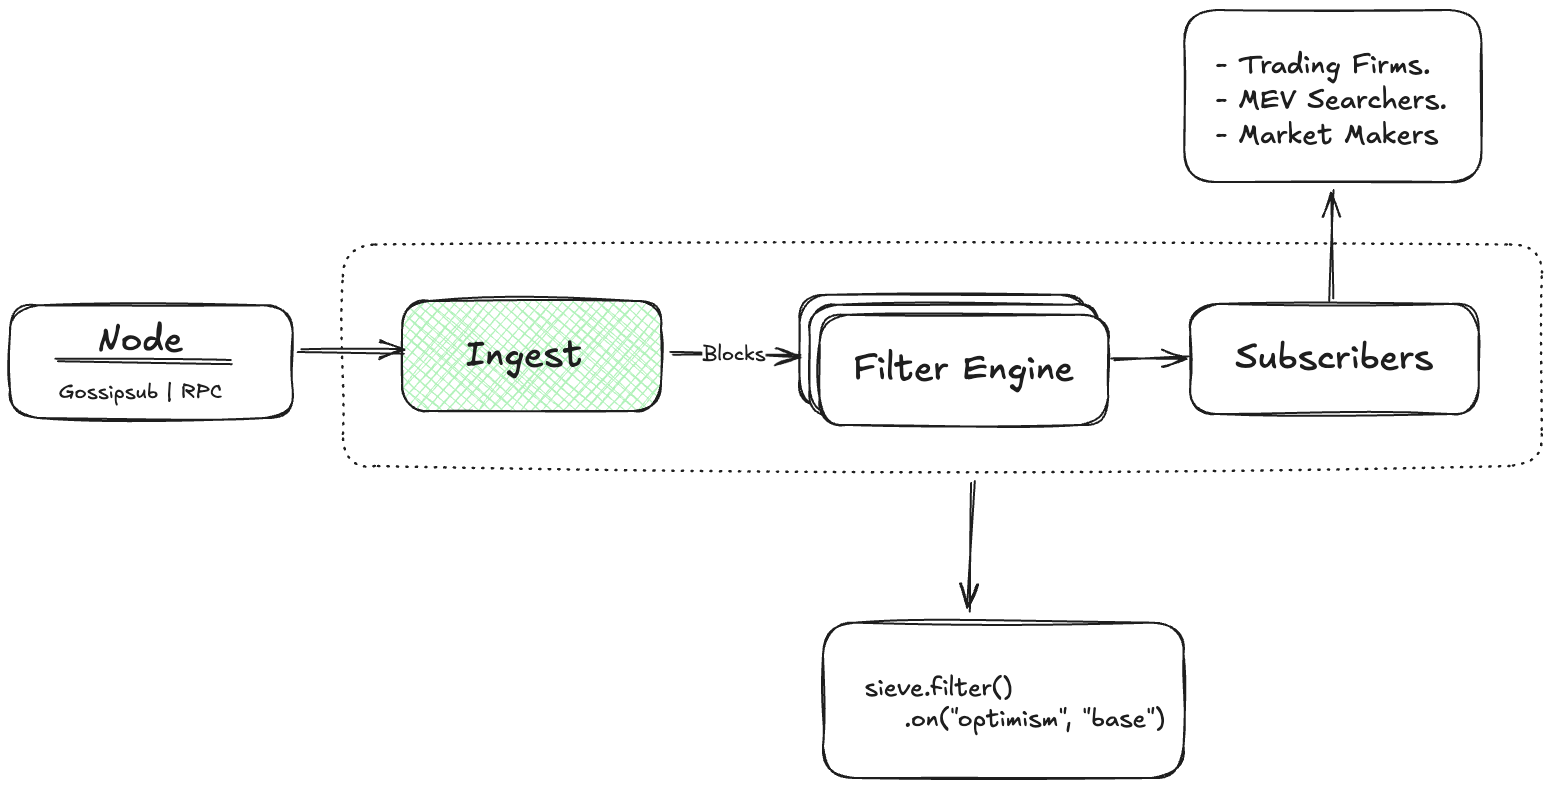 - Trading Firms.
- MEV Searchers.
- Market Makers
Node
Gossipsub | RPC
Ingest
Blocks
Filter Engine
Subscribers
sieve.filter()
.on("optimism", "base")